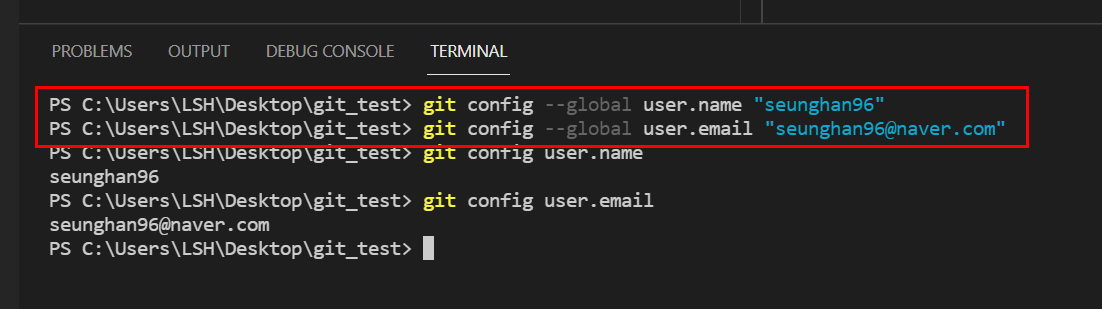 PROBLEMS OUTPUT DEBUG CONSOLE TERMINAL
PS C:\Users\LSH\Desktop\git_test> git config --global user.name "seunghan96"
PS C:\Users\LSH\Desktop\git_test> git config --global user.email "seunghan96@naver.com"
PS C:\Users\LSH\Desktop\git_test> git config user.name
seunghan96
PS C:\Users\LSH\Desktop\git_test> git config user.email
seunghan96@naver.com
PS C:\Users\LSH\Desktop\git_test>